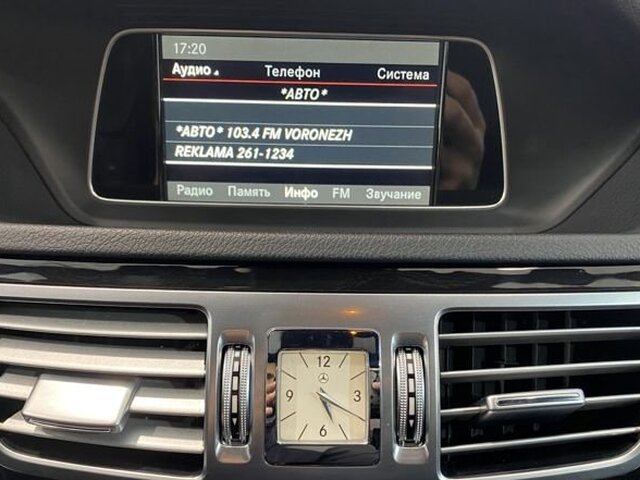 17:20
Аудио Телефон Система
*АВТО*
*АВТО* 103.4 FM VORONEZH
REKLAMA 261-1234
Радио Память Инфо FM Звучание
12
9 3
6